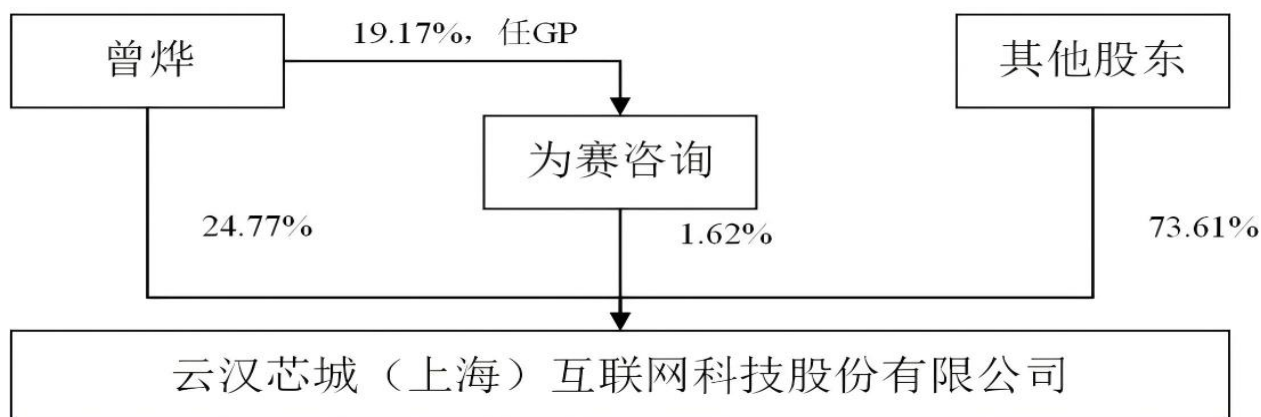 19.17%，任GP
曾烨
其他股东
为赛咨询
24.77%
1.62%
73.61%
云汉芯城（上海）互联网科技股份有限公司